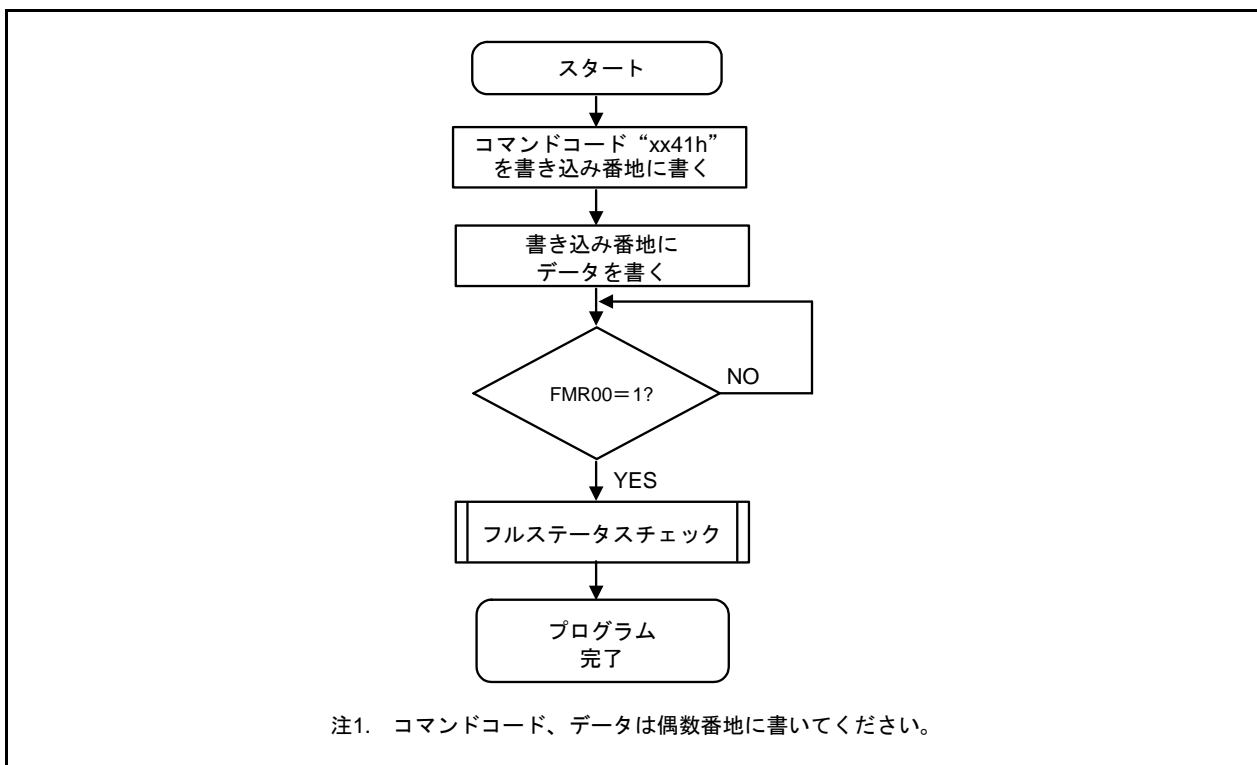 スタート
コマンドコード“xx41h”
を書き込み番地に書く
書き込み番地に
データを書く
FMR00＝1?
NO
YES
フルステータスチェック
プログラム
完了
注1. コマンドコード、データは偶数番地に書いてください。